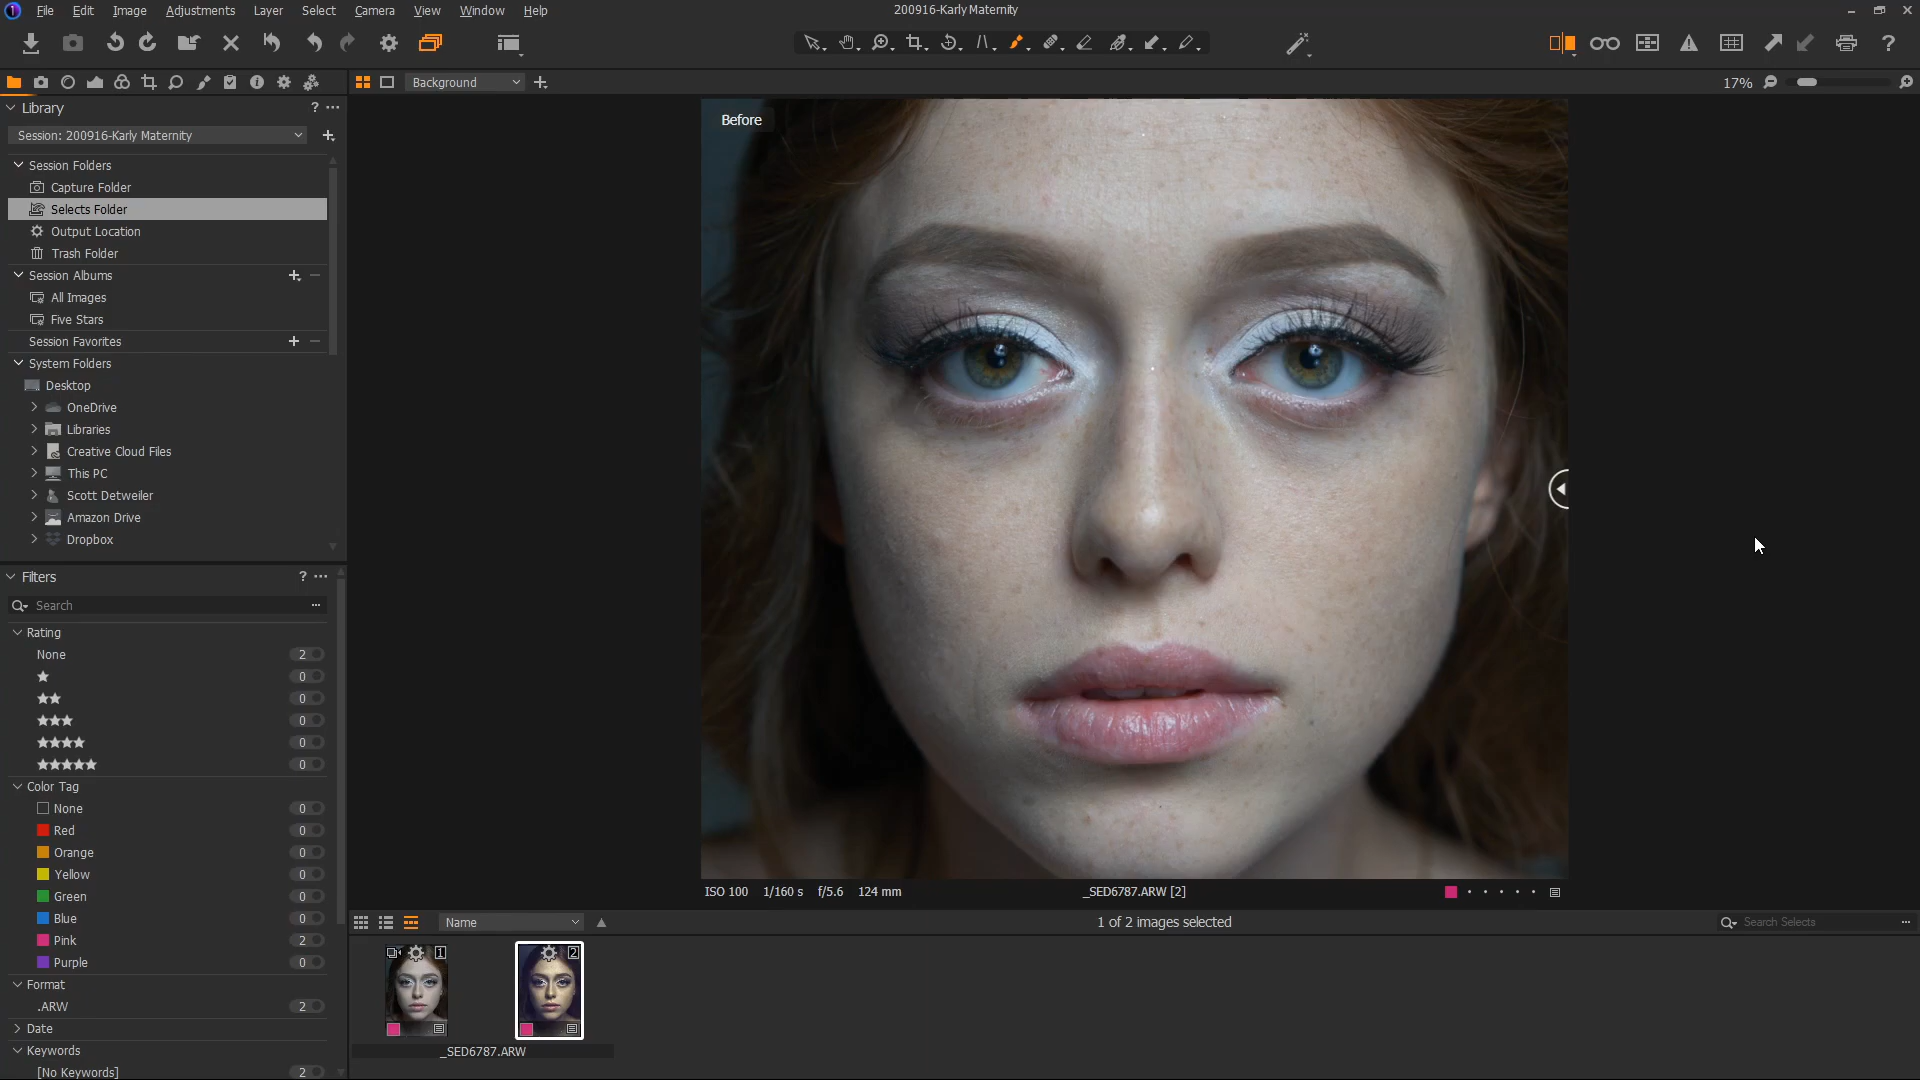 File Edit Image Adjustments Layer Select Camera View Window Help
200916-Karly Maternity
Background
17%
Library
Session: 200916-Karly Maternity
Session Folders
Capture Folder
Selects Folder
Output Location
Trash Folder
Session Albums
All Images
Five Stars
Session Favorites
System Folders
Desktop
OneDrive
Libraries
Creative Cloud Files
This PC
Scott Detweiler
Amazon Drive
Dropbox
Filters
Search
Rating
None 2
0
0
0
0
0
Color Tag
None 0
Red 0
Orange 0
Yellow 0
Green 0
Blue 0
Pink 2
Purple 0
Format
.ARW 2
Date
Keywords
[No Keywords] 2
Before
ISO 100 1/160 s f/5.6 124 mm
_SED6787.ARW [2]
Name
1 of 2 images selected
Search Selects
1
2
_SED6787.ARW